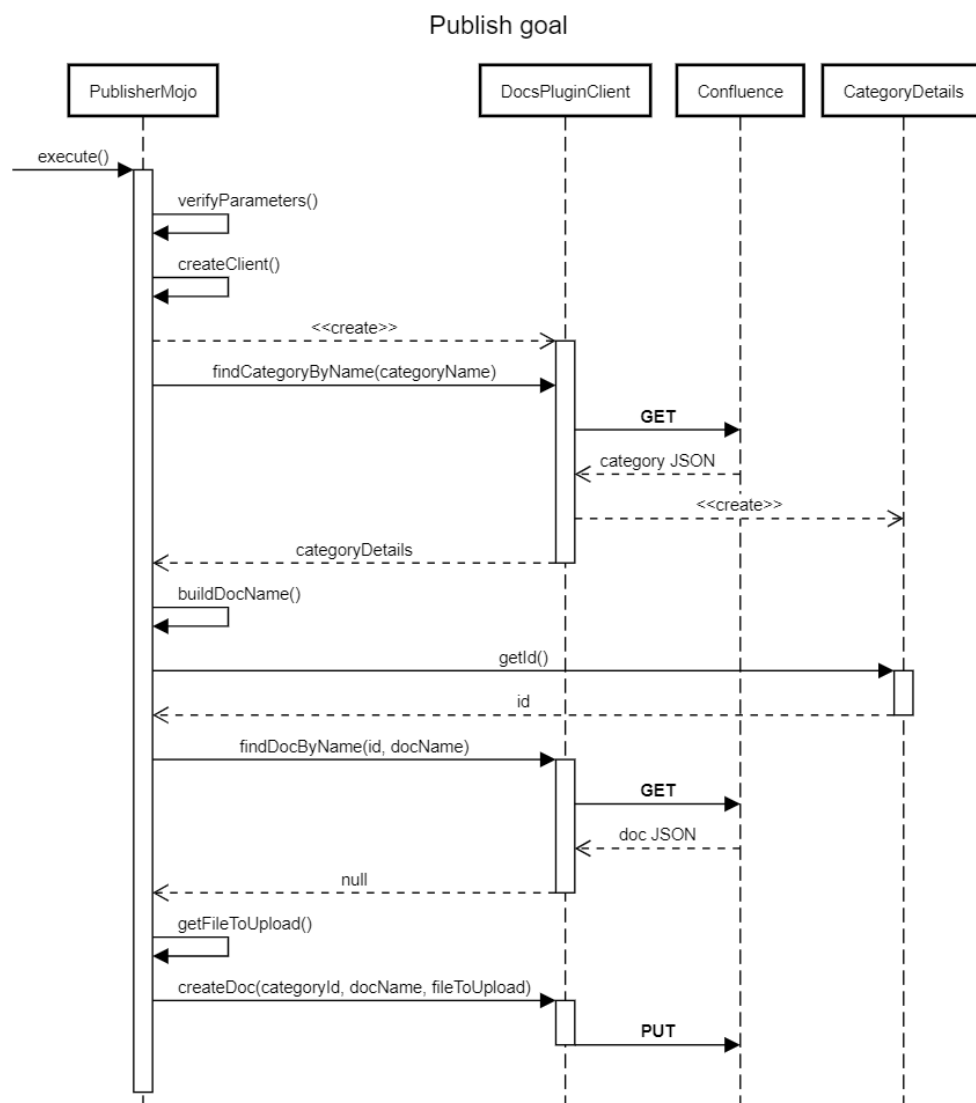 Publish goal
PublisherMojo
DocsPluginClient
Confluence
CategoryDetails
execute()
verifyParameters()
createClient()
<<create>>
findCategoryByName(categoryName)
GET
category JSON
<<create>>
categoryDetails
buildDocName()
getId()
id
findDocByName(id, docName)
GET
doc JSON
null
getFileToUpload()
createDoc(categoryId, docName, fileToUpload)
PUT